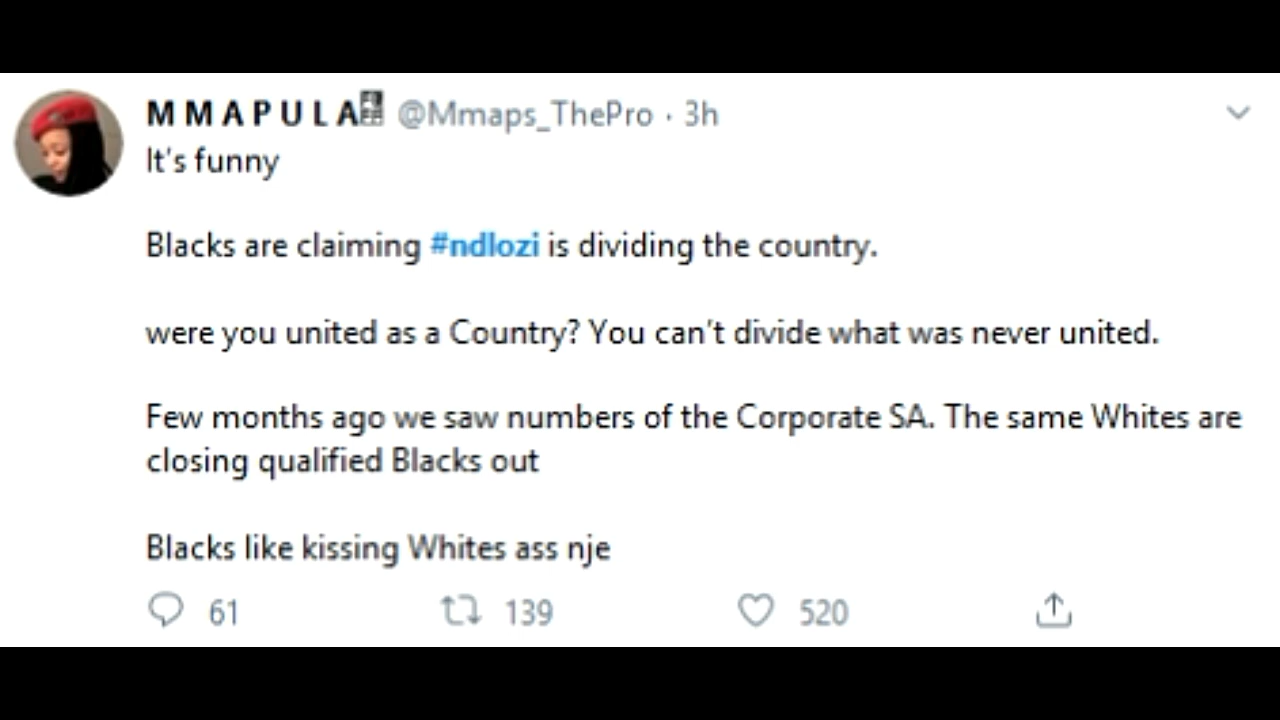 M M A P U L A @Mmaps_ThePro · 3h
It's funny
Blacks are claiming #ndlozi is dividing the country.
were you united as a Country? You can't divide what was never united.
Few months ago we saw numbers of the Corporate SA. The same Whites are
closing qualified Blacks out
Blacks like kissing Whites ass nje
61 139 520